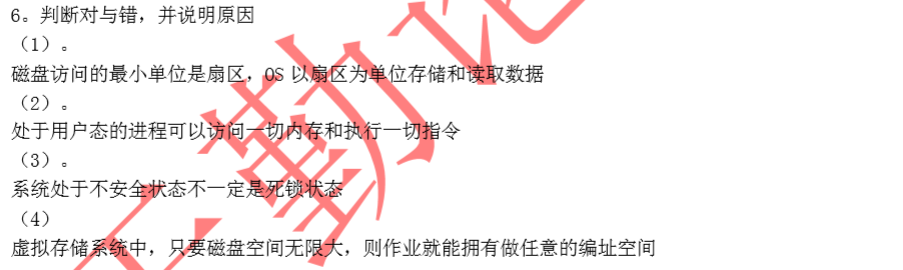 6。判断对与错，并说明原因
（1）。
磁盘访问的最小单位是扇区，OS 以扇区为单位存储和读取数据
（2）。
处于用户态的进程可以访问一切内存和执行一切指令
（3）。
系统处于不安全状态不一定是死锁状态
（4）
虚拟存储系统中，只要磁盘空间无限大，则作业就能拥有做任意的编址空间